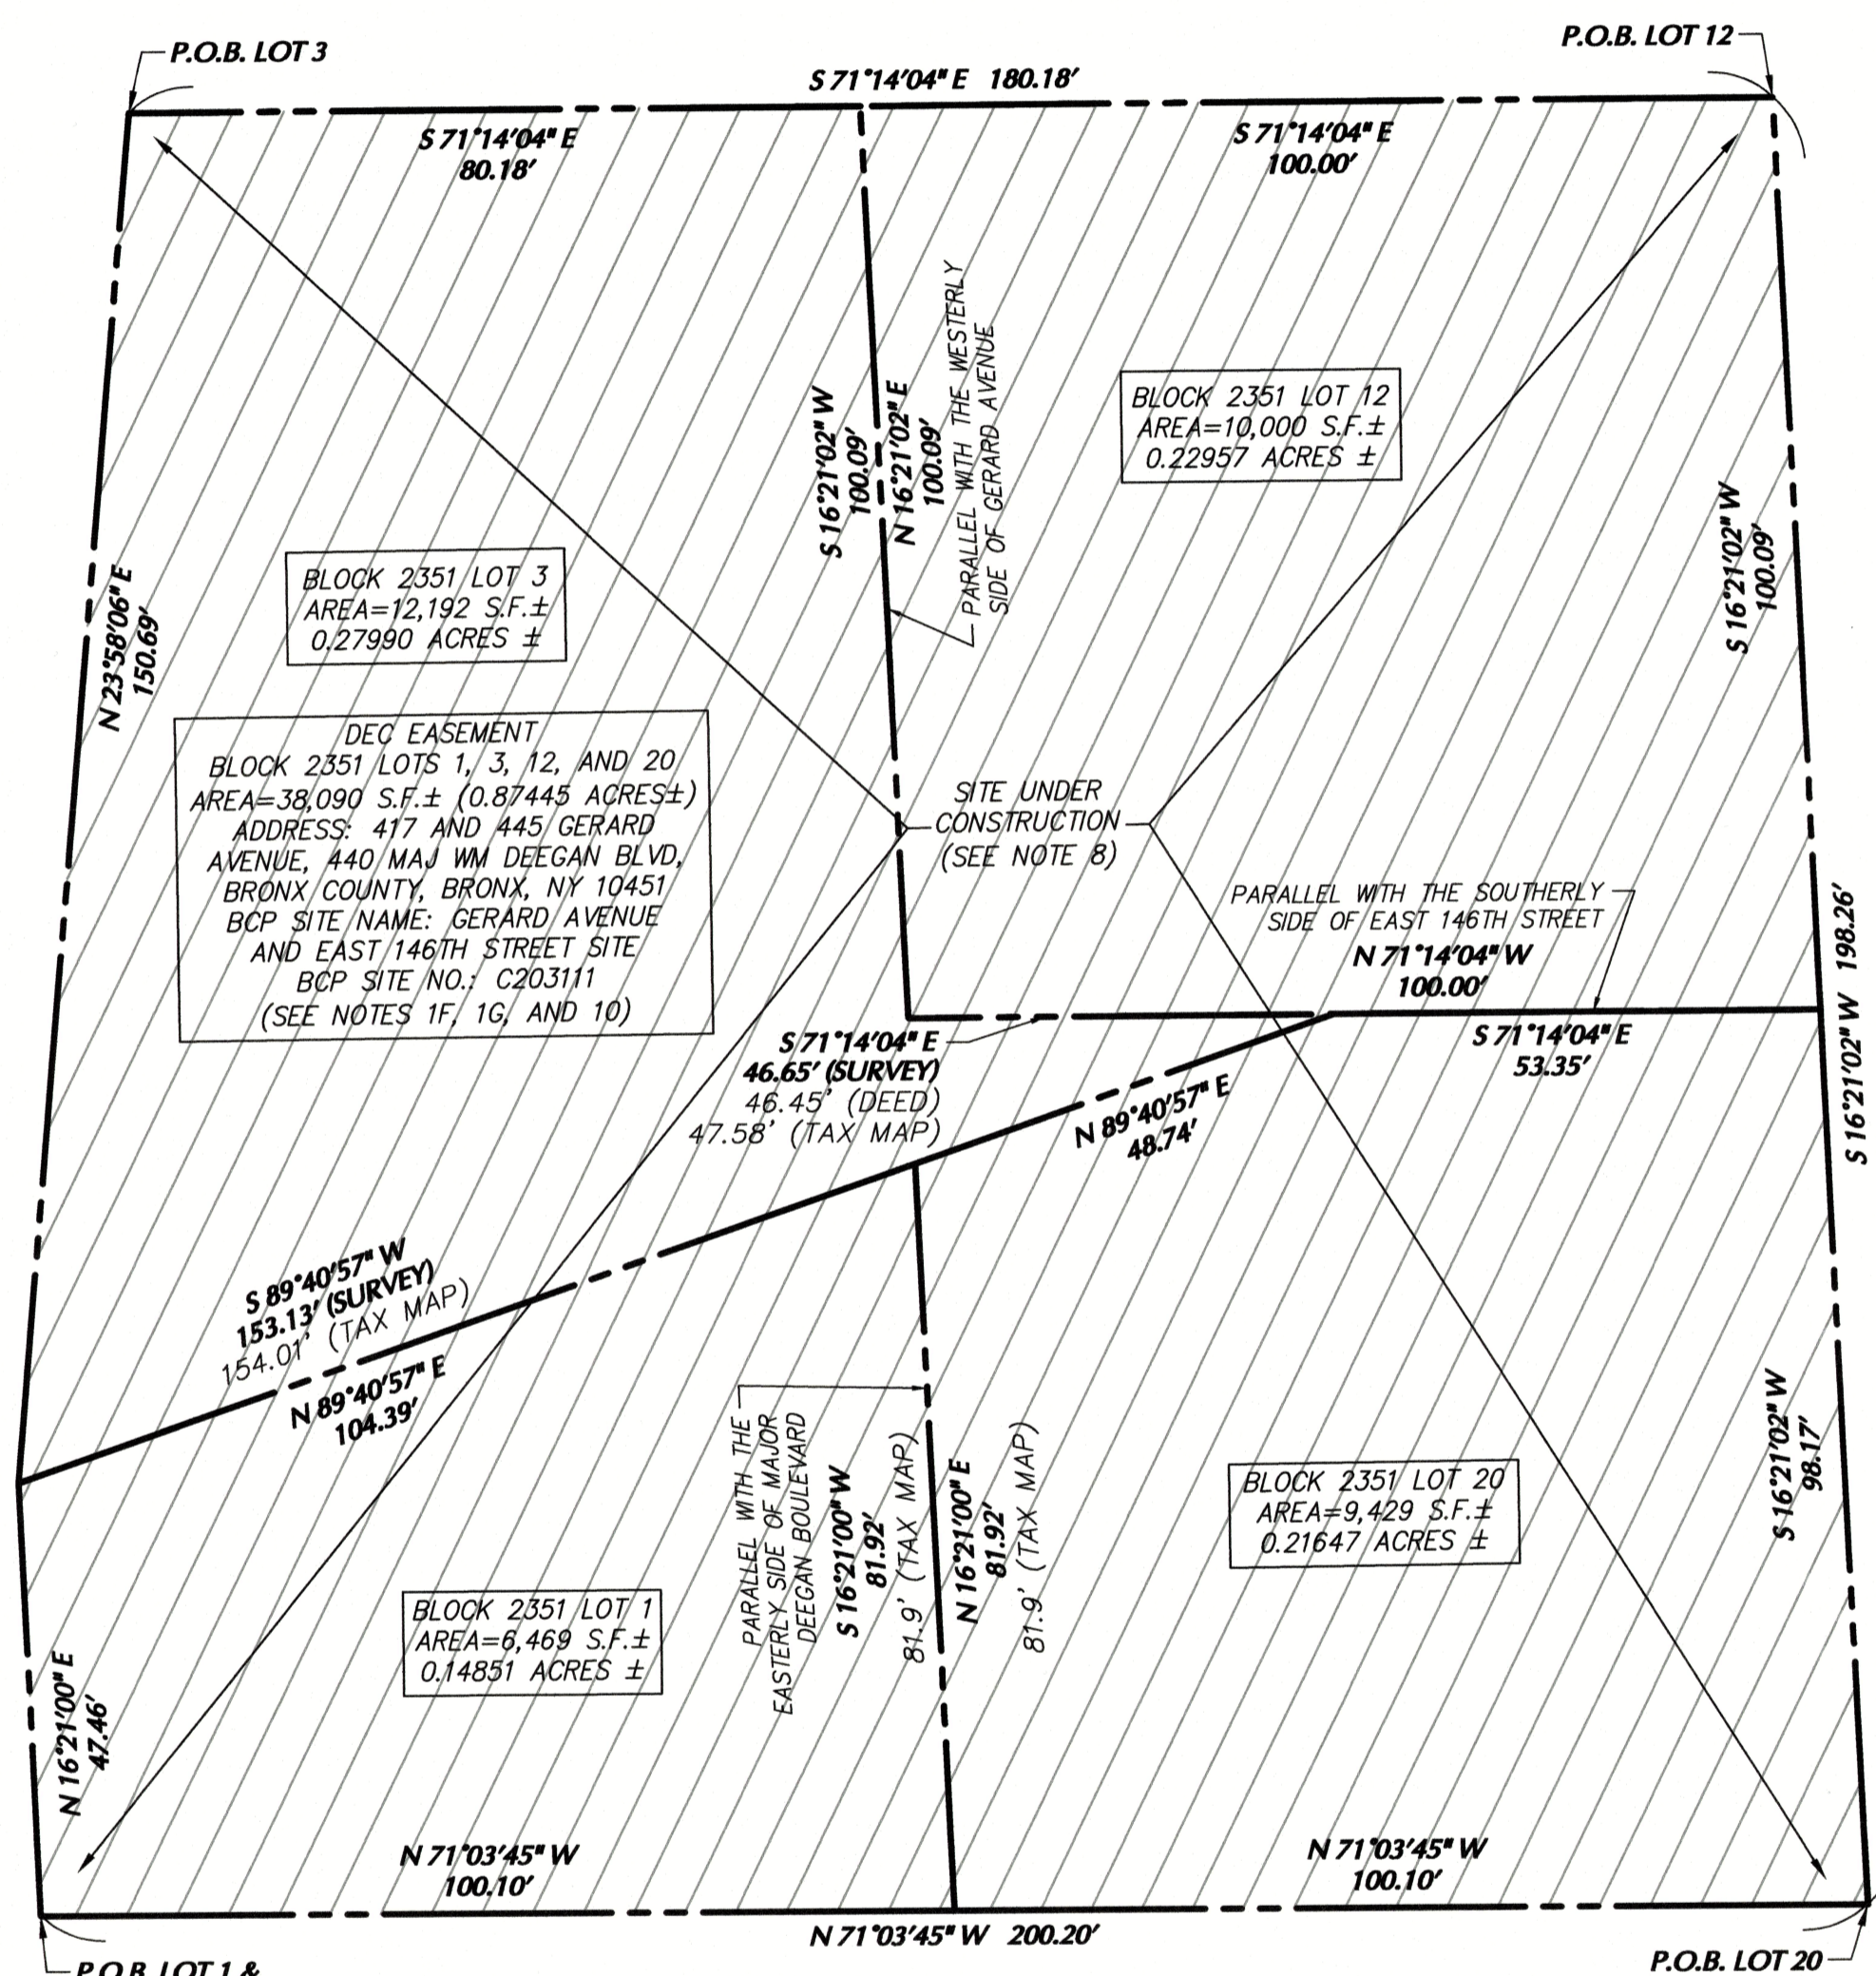 P.O.B. LOT 3
P.O.B. LOT 12
S 71°14'04" E 180.18'
S 71°14'04" E
80.18'
S 71°14'04" E
100.00'
S 16°21'02" W
100.09'
N 16°21'02" E
100.09'
PARALLEL WITH THE WESTERLY
SIDE OF GERARD AVENUE
BLOCK 2351 LOT 12
AREA=10,000 S.F.±
0.22957 ACRES ±
S 16°21'02" W
100.09'
N 23°58'06" E
150.69'
BLOCK 2351 LOT 3
AREA=12,192 S.F.±
0.27990 ACRES ±
DEC EASEMENT
BLOCK 2351 LOTS 1, 3, 12, AND 20
AREA=38,090 S.F.± (0.87445 ACRES±)
ADDRESS: 417 AND 445 GERARD
AVENUE, 440 MAJ WM DEEGAN BLVD,
BRONX COUNTY, BRONX, NY 10451
BCP SITE NAME: GERARD AVENUE
AND EAST 146TH STREET SITE
BCP SITE NO.: C203111
(SEE NOTES 1F, 1G, AND 10)
SITE UNDER
CONSTRUCTION
(SEE NOTE 8)
PARALLEL WITH THE SOUTHERLY
SIDE OF EAST 146TH STREET
N 71°14'04" W
100.00'
S 16°21'02" W 198.26'
S 71°14'04" E
46.65' (SURVEY)
46.45' (DEED)
47.58' (TAX MAP)
S 71°14'04" E
53.35'
N 89°40'57" E
48.74'
S 89°40'57" W
153.13' (SURVEY)
154.01' (TAX MAP)
N 89°40'57" E
104.39'
PARALLEL WITH THE
EASTERLY SIDE OF MAJOR
DEEGAN BOULEVARD
S 16°21'00" W
81.92'
81.9' (TAX MAP)
N 16°21'00" E
81.92'
81.9' (TAX MAP)
S 16°21'02" W
98.17'
BLOCK 2351 LOT 20
AREA=9,429 S.F.±
0.21647 ACRES ±
BLOCK 2351 LOT 1
AREA=6,469 S.F.±
0.14851 ACRES ±
N 16°21'00" E
47.46'
N 71°03'45" W
100.10'
N 71°03'45" W
100.10'
N 71°03'45" W 200.20'
P.O.B. LOT 1 &
P.O.B. LOT 20